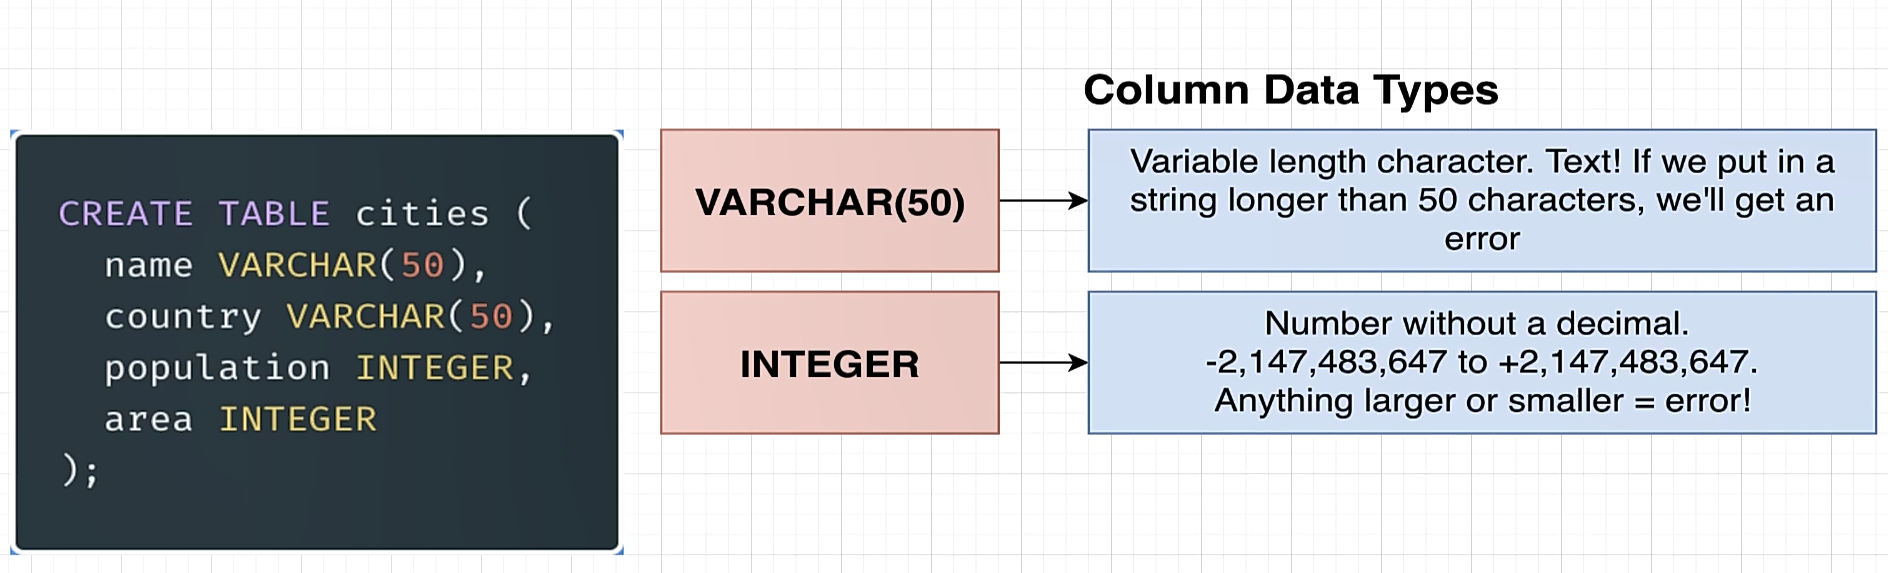 CREATE TABLE cities (
name VARCHAR(50),
country VARCHAR(50),
population INTEGER,
area INTEGER
);
Column Data Types
VARCHAR(50)
Variable length character. Text! If we put in a
string longer than 50 characters, we'll get an
error
INTEGER
Number without a decimal.
-2,147,483,647 to +2,147,483,647.
Anything larger or smaller = error!